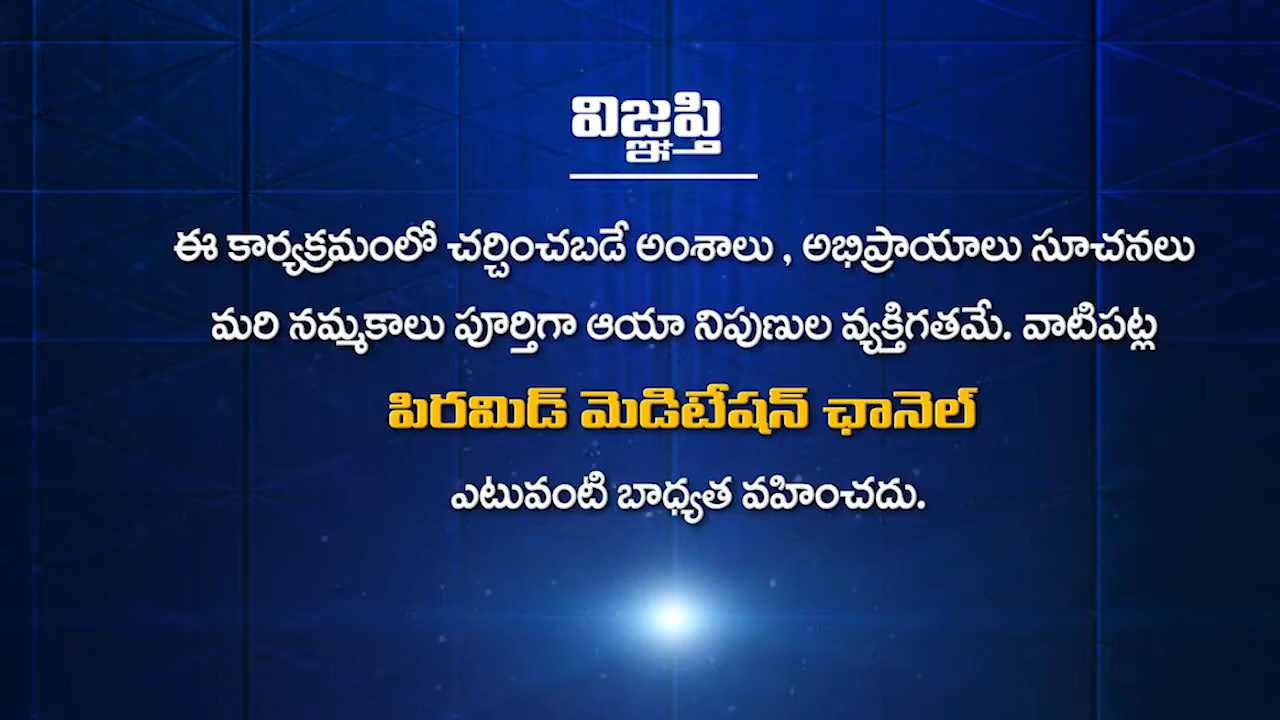 విజ్ఞప్తి
ఈ కార్యక్రమంలో చర్చించబడే అంశాలు , అభిప్రాయాలు సూచనలు
మరి నమ్మకాలు పూర్తిగా ఆయా నిపుణుల వ్యక్తిగతమే. వాటిపట్ల
పిరమిడ్ మెడిటేషన్ ఛానెల్
ఎటువంటి బాధ్యత వహించదు.